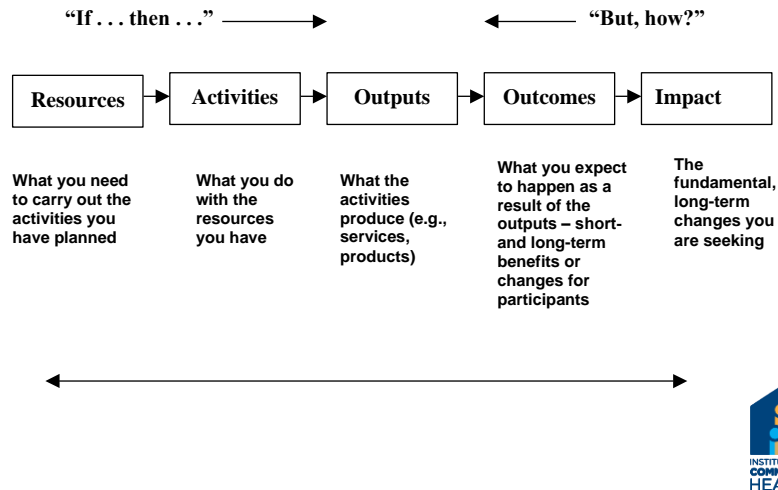 “If . . . then . . .”
“But, how?”
Resources
Activities
Outputs
Outcomes
Impact
What you need
to carry out the
activities you
have planned
What you do
with the
resources
you have
What the
activities
produce (e.g.,
services,
products)
What you expect
to happen as a
result of the
outputs – short-
and long-term
benefits or
changes for
participants
The
fundamental,
long-term
changes you
are seeking